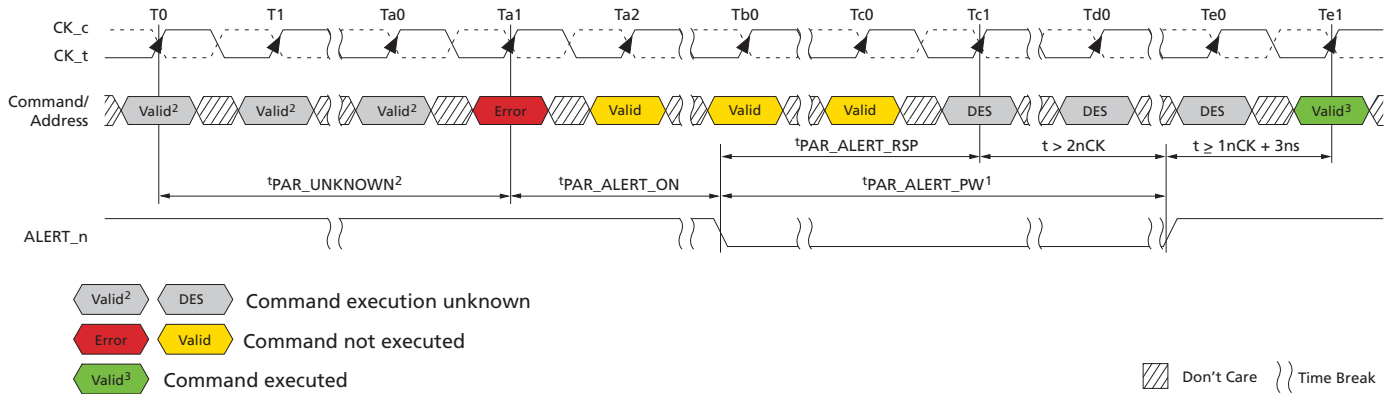 T0 T1 Ta0 Ta1 Ta2 Tb0 Tc0 Tc1 Td0 Te0 Te1
CK_c
CK_t
Command/
Address
Valid² Valid² Valid² Error Valid Valid Valid DES DES DES Valid³
tPAR_ALERT_RSP t > 2nCK t ≥ 1nCK + 3ns
tPAR_UNKNOWN² tPAR_ALERT_ON tPAR_ALERT_PW¹
ALERT_n
Valid² DES Command execution unknown
Error Valid Command not executed
Valid³ Command executed
Don't Care Time Break